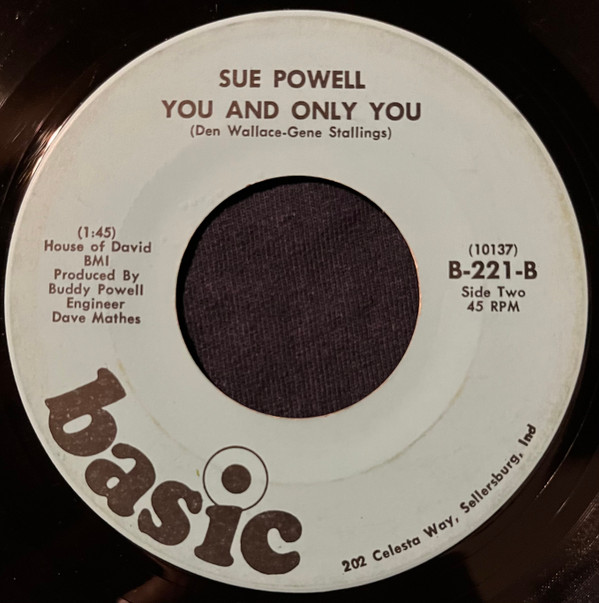 SUE POWELL
YOU AND ONLY YOU
(Den Wallace-Gene Stallings)
(1:45)
House of David
BMI
Produced By
Buddy Powell
Engineer
Dave Mathes
(10137)
B-221-B
Side Two
45 RPM
basic
202 Celesta Way, Sellersburg, Ind